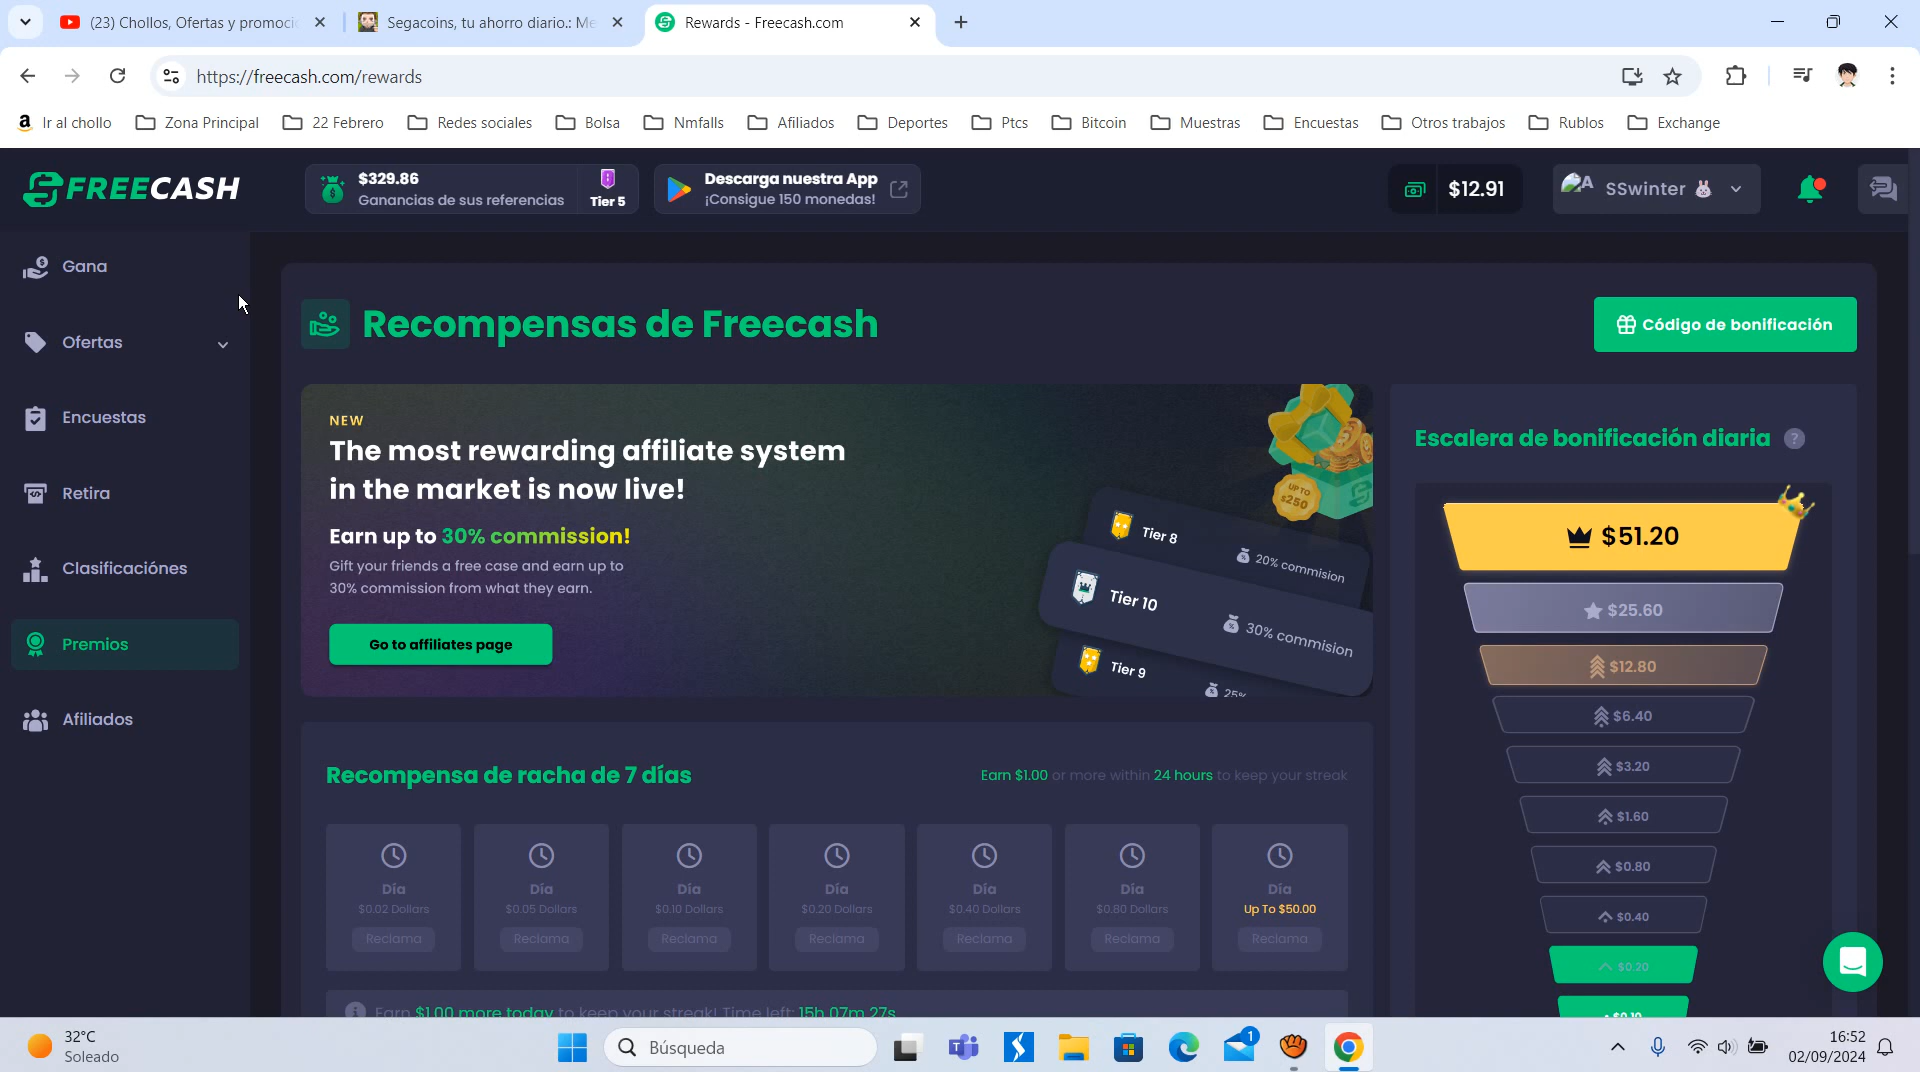 (23) Chollos, Ofertas y promoci
Segacoins, tu ahorro diario.: Me
Rewards - Freecash.com
https://freecash.com/rewards
Ir al chollo
Zona Principal
22 Febrero
Redes sociales
Bolsa
Nmfalls
Afiliados
Deportes
Ptcs
Bitcoin
Muestras
Encuestas
Otros trabajos
Rublos
Exchange
FREECASH
$329.86
Ganancias de sus referencias
Tier 5
Descarga nuestra App
¡Consigue 150 monedas!
$12.91
A
SSwinter
Gana
Ofertas
Encuestas
Retira
Clasificaciónes
Premios
Afiliados
Recompensas de Freecash
Código de bonificación
NEW
The most rewarding affiliate system
in the market is now live!
Earn up to 30% commission!
Gift your friends a free case and earn up to
30% commission from what they earn.
Go to affiliates page
UP TO
$250
Tier 8
20% commision
Tier 10
30% commision
Tier 9
25%
Escalera de bonificación diaria ?
$51.20
$25.60
$12.80
$6.40
$3.20
$1.60
$0.80
$0.40
$0.20
$0.10
Recompensa de racha de 7 días
Earn $1.00 or more within 24 hours to keep your streak
Día
$0.02 Dollars
Reclama
Día
$0.05 Dollars
Reclama
Día
$0.10 Dollars
Reclama
Día
$0.20 Dollars
Reclama
Día
$0.40 Dollars
Reclama
Día
$0.80 Dollars
Reclama
Día
Up To $50.00
Reclama
Earn $1.00 more today to keep your streak! Time left: 15h 07m 27s
32°C
Soleado
Búsqueda
1
16:52
02/09/2024